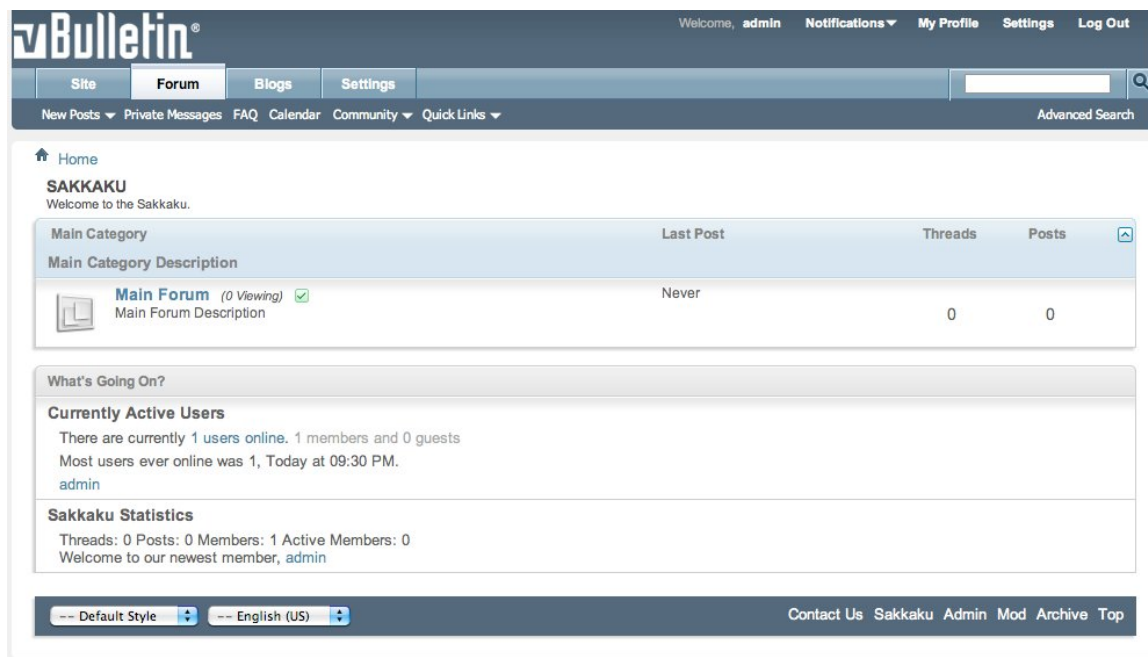 vBulletin®
Welcome, admin Notifications My Profile Settings Log Out
Site Forum Blogs Settings
New Posts Private Messages FAQ Calendar Community Quick Links Advanced Search
Home
SAKKAKU
Welcome to the Sakkaku.
Main Category Last Post Threads Posts
Main Category Description
Main Forum (0 Viewing) Never
Main Forum Description 0 0
What's Going On?
Currently Active Users
There are currently 1 users online. 1 members and 0 guests
Most users ever online was 1, Today at 09:30 PM.
admin
Sakkaku Statistics
Threads: 0 Posts: 0 Members: 1 Active Members: 0
Welcome to our newest member, admin
-- Default Style -- English (US) Contact Us Sakkaku Admin Mod Archive Top